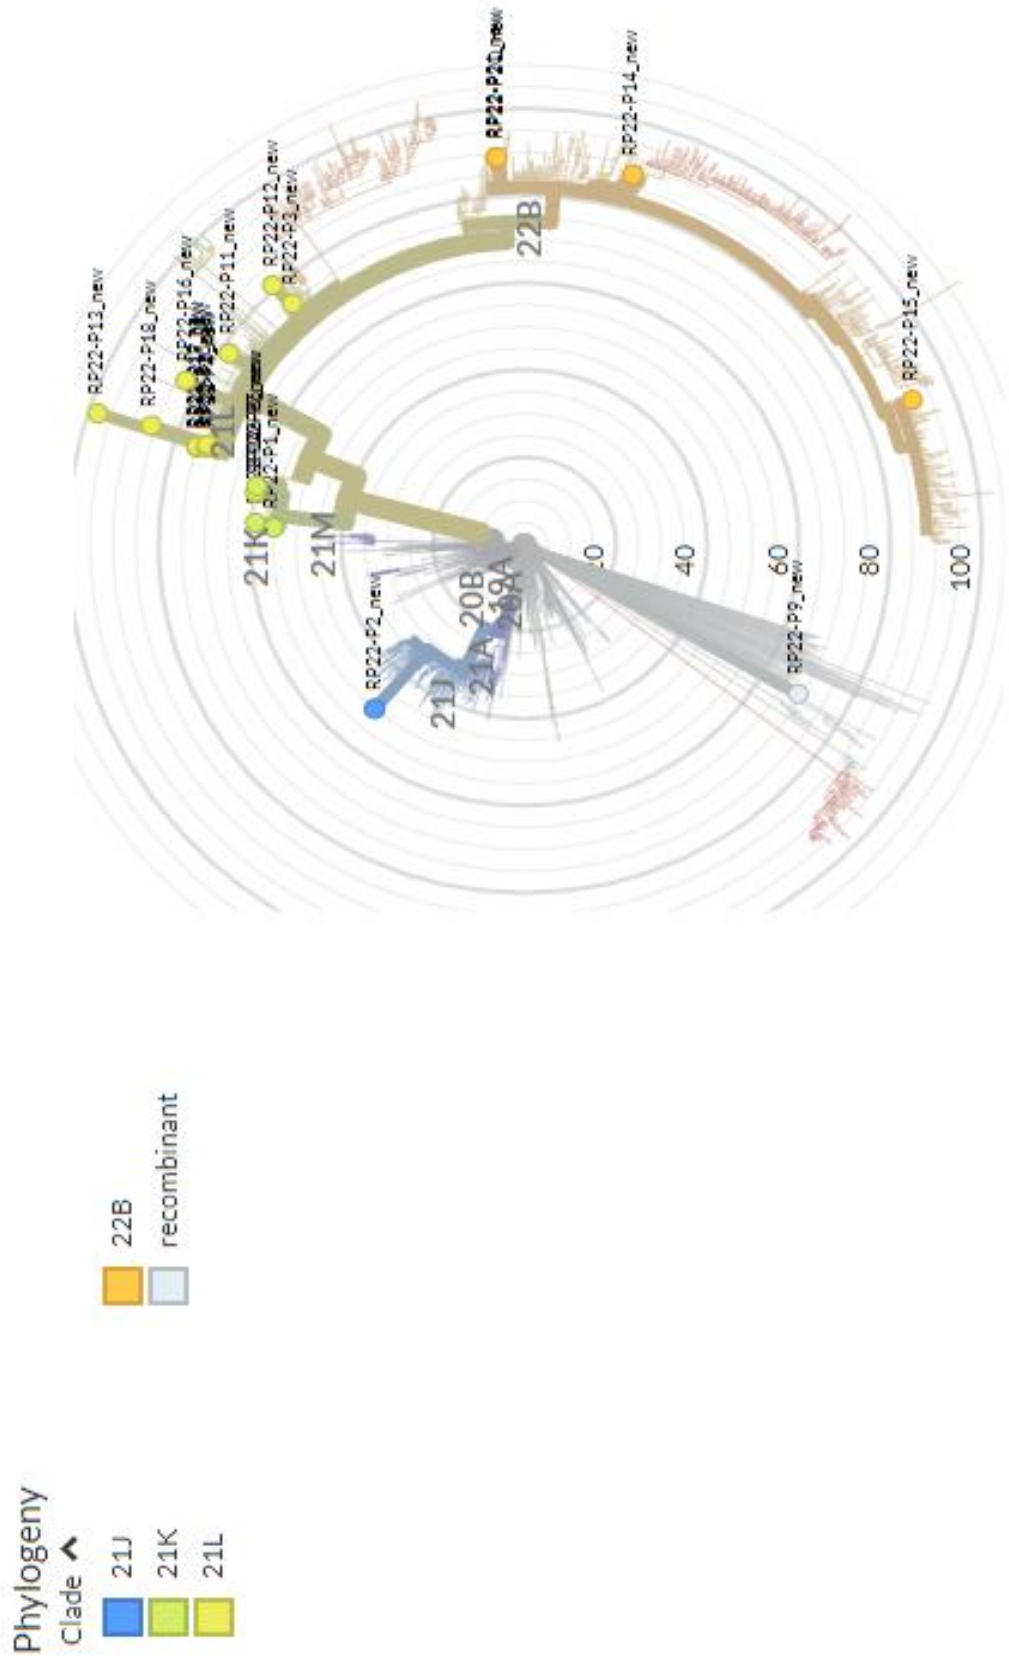 Phylogeny
Clade
21J
21K
21L
22B
recombinant
RP22-P13_new
RP22-P18_new
RP22-P16_new
RP22-P11_new
RP22-P12_new
RP22-P3_new
RP22-P14_new
RP22-P15_new
RP22-P1_new
RP22-P2_new
RP22-P9_new
21L
21K
21M
22B
20B
19A
20A
21A
21J
20
40
60
80
100